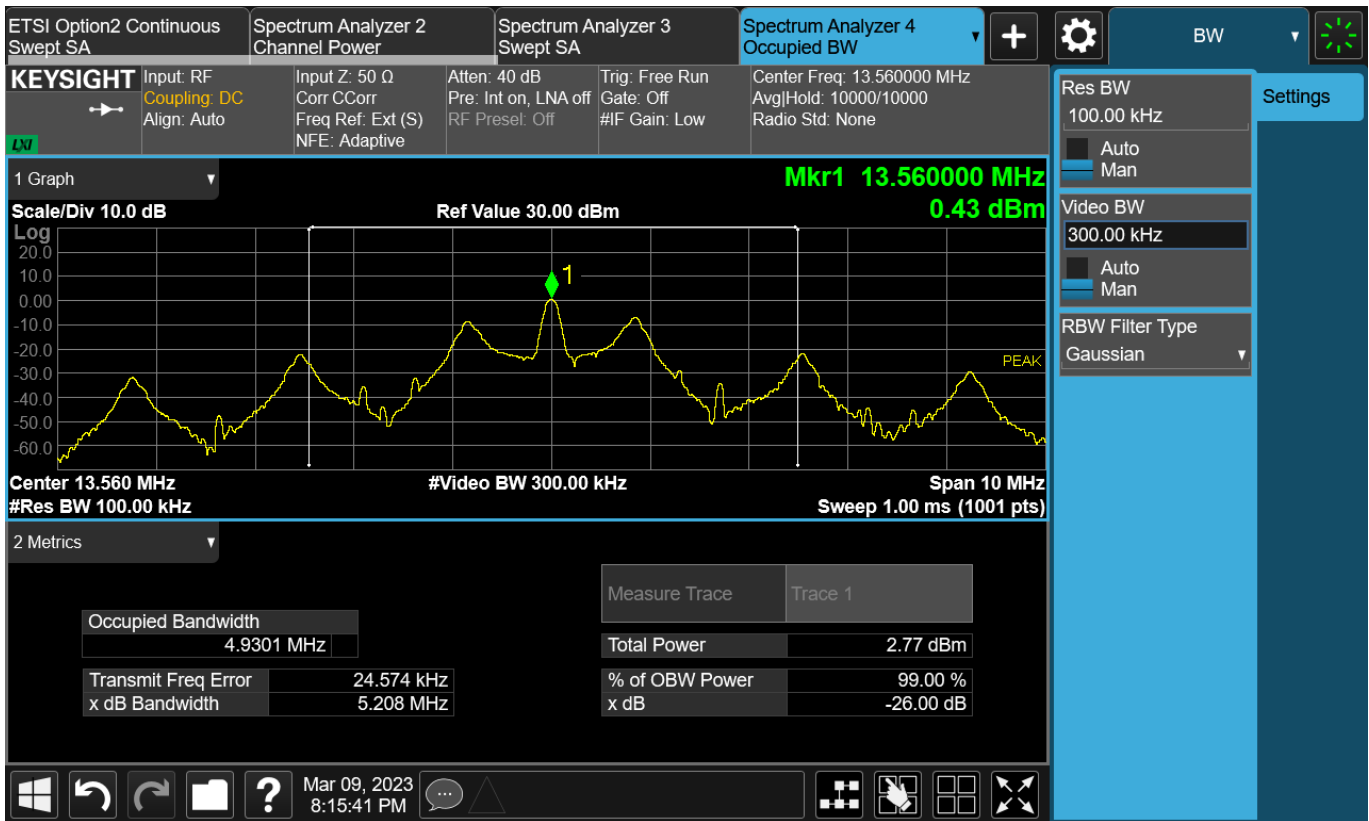 ETSI Option2 Continuous
Swept SA
Spectrum Analyzer 2
Channel Power
Spectrum Analyzer 3
Swept SA
Spectrum Analyzer 4
Occupied BW
BW
KEYSIGHT
LXI
Input: RF
Coupling: DC
Align: Auto
Input Z: 50 Ω
Corr CCorr
Freq Ref: Ext (S)
NFE: Adaptive
Atten: 40 dB
Pre: Int on, LNA off
RF Presel: Off
Trig: Free Run
Gate: Off
#IF Gain: Low
Center Freq: 13.560000 MHz
Avg|Hold: 10000/10000
Radio Std: None
Res BW
100.00 kHz
Auto
Man
Video BW
300.00 kHz
Auto
Man
RBW Filter Type
Gaussian
Settings
1 Graph
Mkr1 13.560000 MHz
0.43 dBm
Scale/Div 10.0 dB
Ref Value 30.00 dBm
Log
20.0
10.0
0.00
-10.0
-20.0
-30.0
-40.0
-50.0
-60.0
1
PEAK
Center 13.560 MHz
#Video BW 300.00 kHz
Span 10 MHz
#Res BW 100.00 kHz
Sweep 1.00 ms (1001 pts)
2 Metrics
Measure Trace Trace 1
Occupied Bandwidth
4.9301 MHz
Total Power 2.77 dBm
Transmit Freq Error 24.574 kHz
% of OBW Power 99.00 %
x dB Bandwidth 5.208 MHz
x dB -26.00 dB
Mar 09, 2023
8:15:41 PM